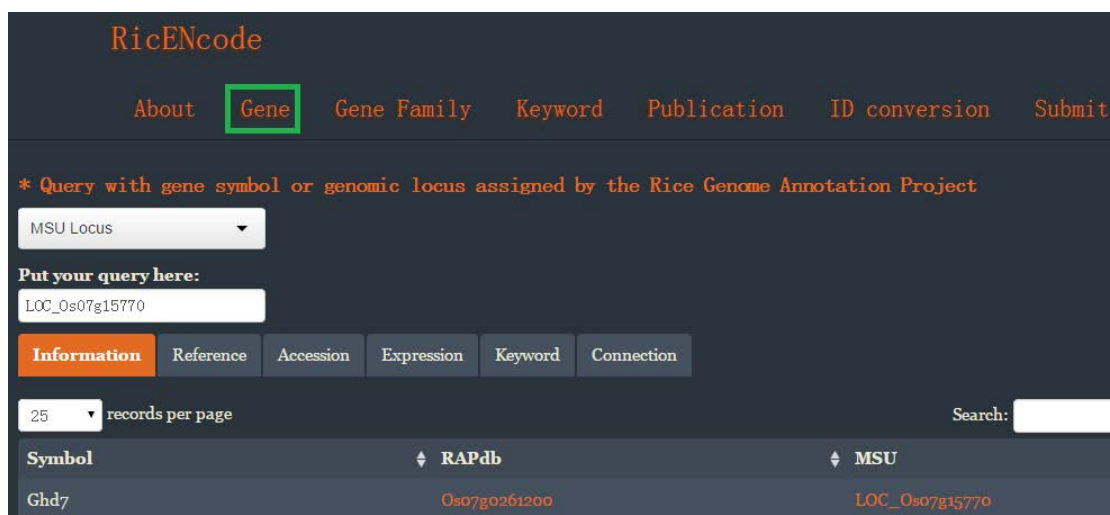 RicENcode
About Gene Gene Family Keyword Publication ID conversion Submit
* Query with gene symbol or genomic locus assigned by the Rice Genome Annotation Project
MSU Locus
Put your query here:
LOC_Os07g15770
Information Reference Accession Expression Keyword Connection
25 records per page Search:
Symbol RAPdb MSU
Ghd7 Os07g0261200 LOC_Os07g15770